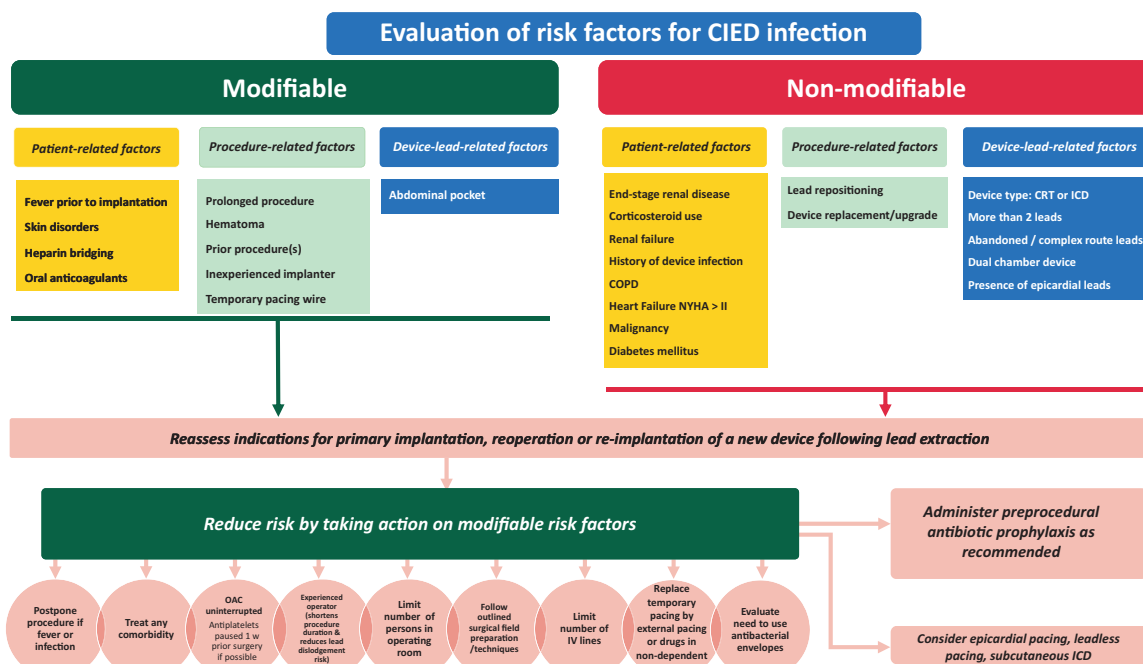 Evaluation of risk factors for CIED infection
Modifiable
Patient-related factors
Fever prior to implantation
Skin disorders
Heparin bridging
Oral anticoagulants
Procedure-related factors
Prolonged procedure
Hematoma
Prior procedure(s)
Inexperienced implanter
Temporary pacing wire
Device-lead-related factors
Abdominal pocket
Non-modifiable
Patient-related factors
End-stage renal disease
Corticosteroid use
Renal failure
History of device infection
COPD
Heart Failure NYHA > II
Malignancy
Diabetes mellitus
Procedure-related factors
Lead repositioning
Device replacement/upgrade
Device-lead-related factors
Device type: CRT or ICD
More than 2 leads
Abandoned / complex route leads
Dual chamber device
Presence of epicardial leads
Reassess indications for primary implantation, reoperation or re-implantation of a new device following lead extraction
Reduce risk by taking action on modifiable risk factors
Administer preprocedural
antibiotic prophylaxis as
recommended
Postpone
procedure if
fever or
infection
Treat any
comorbidity
OAC
uninterrupted
Antiplatelets
paused 1 w
prior surgery
if possible
Experienced
operator
(shortens
procedure
duration &
reduces lead
dislodgement
risk)
Limit
number of
persons in
operating
room
Follow
outlined
surgical field
preparation
/techniques
Limit
number of
IV lines
Replace
temporary
pacing by
external pacing
or drugs in
non-dependent
Evaluate
need to use
antibacterial
envelopes
Consider epicardial pacing, leadless
pacing, subcutaneous ICD